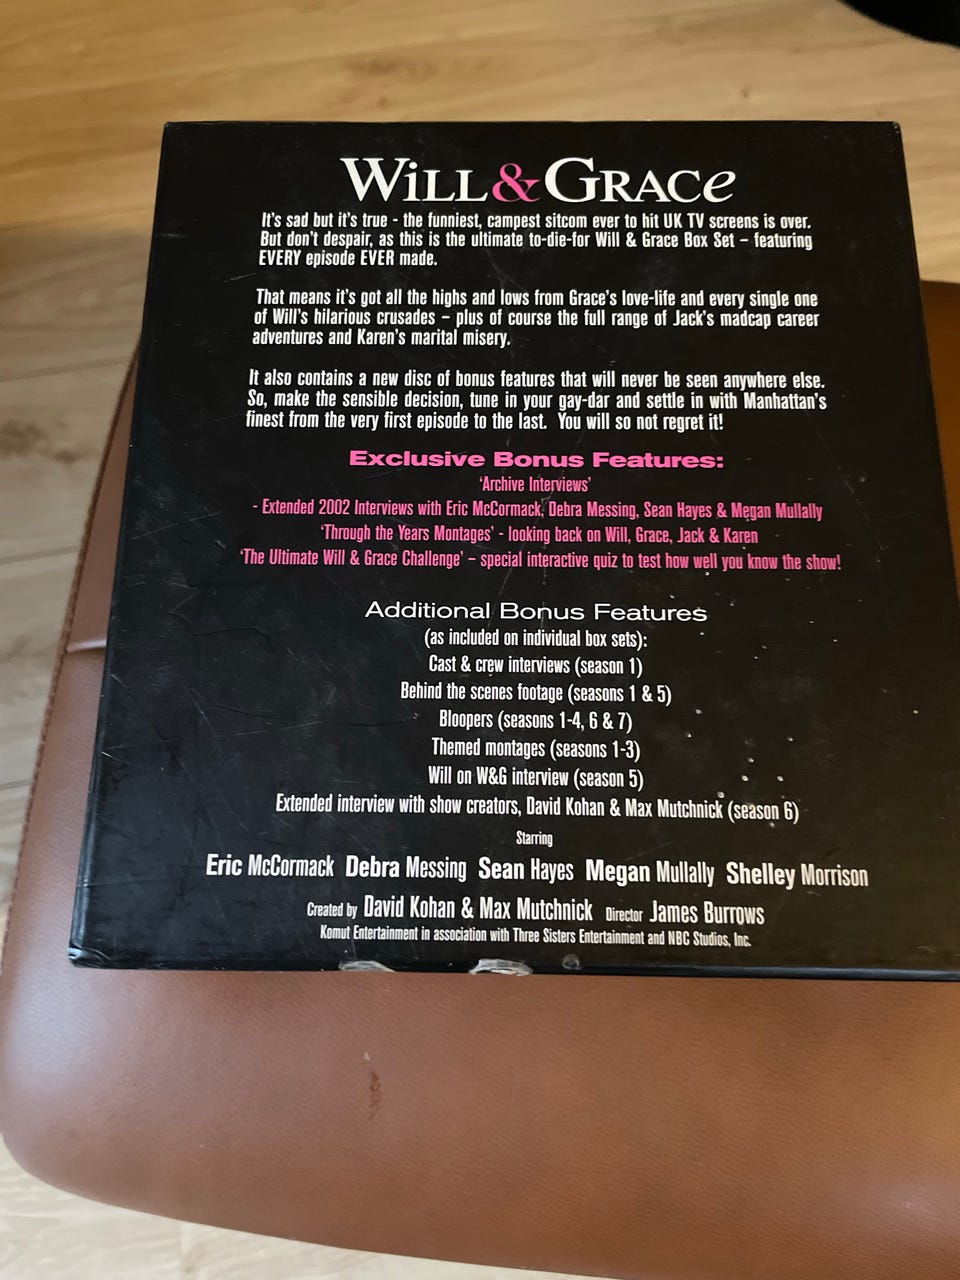 Will & Grace
It's sad but it's true - the funniest, campest sitcom ever to hit UK TV screens is over.
But don't despair, as this is the ultimate to-die-for Will & Grace Box Set – featuring
EVERY episode EVER made.
That means it's got all the highs and lows from Grace's love-life and every single one
of Will's hilarious crusades – plus of course the full range of Jack's madcap career
adventures and Karen's marital misery.
It also contains a new disc of bonus features that will never be seen anywhere else.
So, make the sensible decision, tune in your gay-dar and settle in with Manhattan's
finest from the very first episode to the last. You will so not regret it!
Exclusive Bonus Features:
'Archive Interviews'
- Extended 2002 Interviews with Eric McCormack, Debra Messing, Sean Hayes & Megan Mullally
'Through the Years Montages' - looking back on Will, Grace, Jack & Karen
'The Ultimate Will & Grace Challenge' – special interactive quiz to test how well you know the show!
Additional Bonus Features
(as included on individual box sets):
Cast & crew interviews (season 1)
Behind the scenes footage (seasons 1 & 5)
Bloopers (seasons 1-4, 6 & 7)
Themed montages (seasons 1-3)
Will on W&G interview (season 5)
Extended interview with show creators, David Kohan & Max Mutchnick (season 6)
Starring
Eric McCormack Debra Messing Sean Hayes Megan Mullally Shelley Morrison
Created by David Kohan & Max Mutchnick Director James Burrows
Komut Entertainment in association with Three Sisters Entertainment and NBC Studios, Inc.